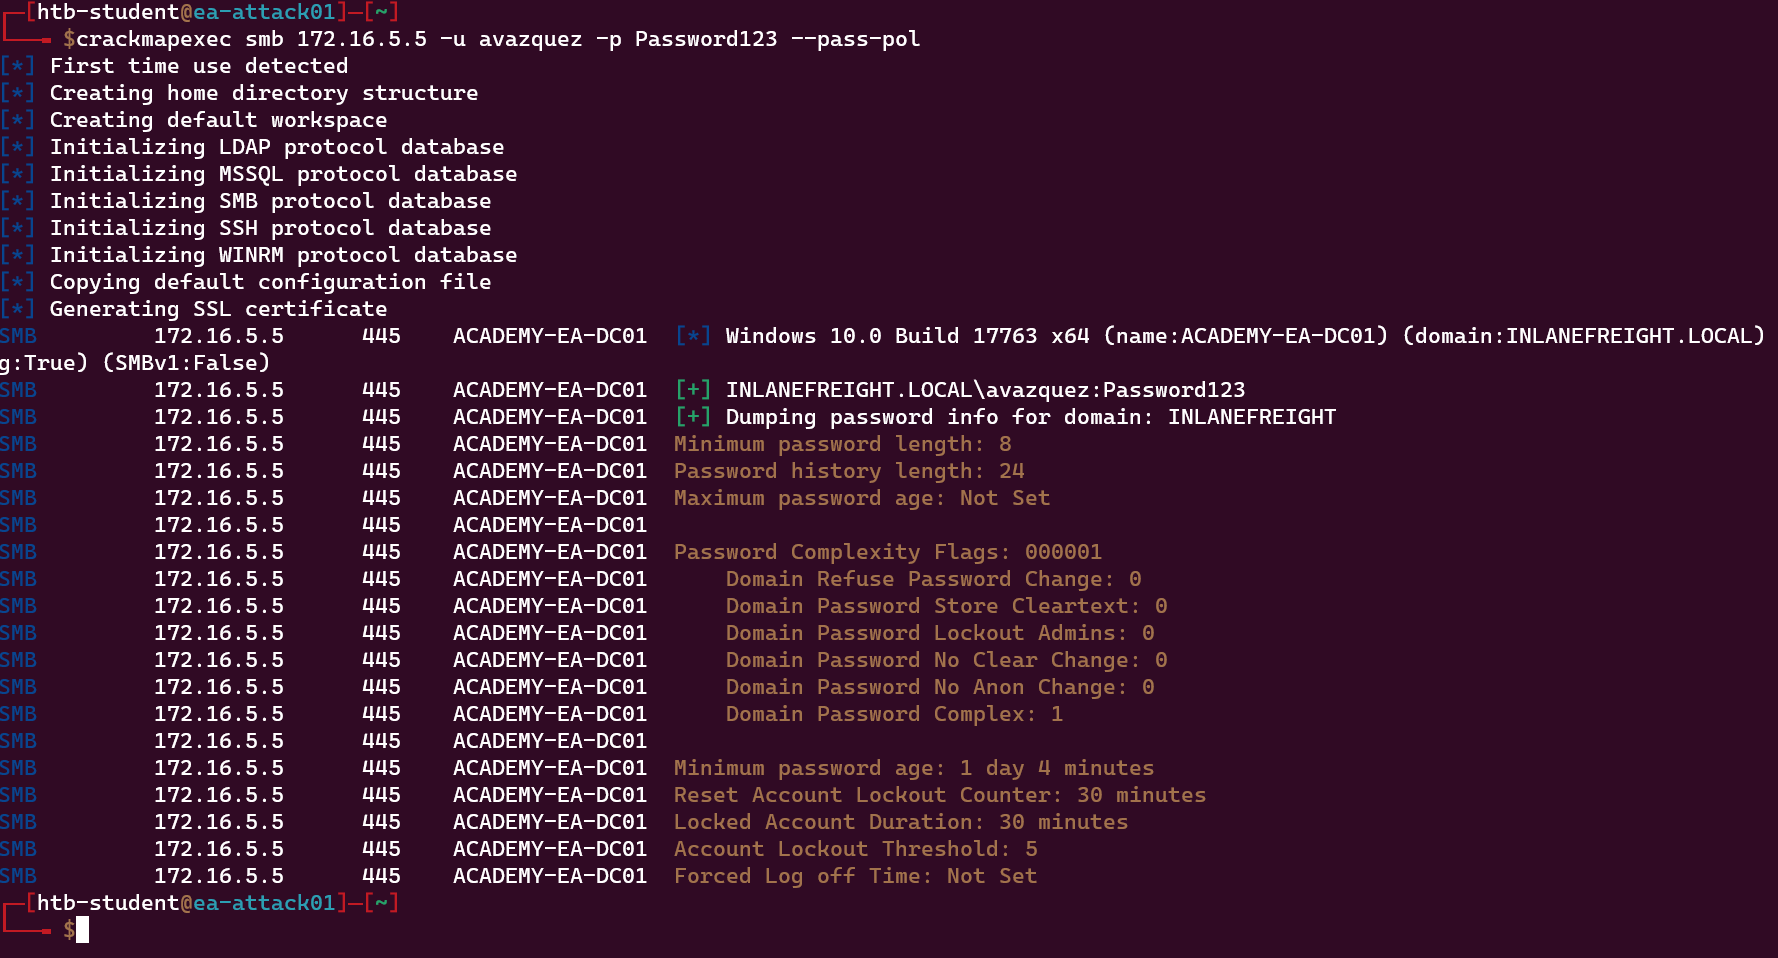 ┌─[htb-student@ea-attack01]─[~]
└──╼ $crackmapexec smb 172.16.5.5 -u avazquez -p Password123 --pass-pol
[*] First time use detected
[*] Creating home directory structure
[*] Creating default workspace
[*] Initializing LDAP protocol database
[*] Initializing MSSQL protocol database
[*] Initializing SMB protocol database
[*] Initializing SSH protocol database
[*] Initializing WINRM protocol database
[*] Copying default configuration file
[*] Generating SSL certificate
SMB         172.16.5.5      445    ACADEMY-EA-DC01  [*] Windows 10.0 Build 17763 x64 (name:ACADEMY-EA-DC01) (domain:INLANEFREIGHT.LOCAL)
g:True) (SMBv1:False)
SMB         172.16.5.5      445    ACADEMY-EA-DC01  [+] INLANEFREIGHT.LOCAL\avazquez:Password123
SMB         172.16.5.5      445    ACADEMY-EA-DC01  [+] Dumping password info for domain: INLANEFREIGHT
SMB         172.16.5.5      445    ACADEMY-EA-DC01  Minimum password length: 8
SMB         172.16.5.5      445    ACADEMY-EA-DC01  Password history length: 24
SMB         172.16.5.5      445    ACADEMY-EA-DC01  Maximum password age: Not Set
SMB         172.16.5.5      445    ACADEMY-EA-DC01
SMB         172.16.5.5      445    ACADEMY-EA-DC01  Password Complexity Flags: 000001
SMB         172.16.5.5      445    ACADEMY-EA-DC01      Domain Refuse Password Change: 0
SMB         172.16.5.5      445    ACADEMY-EA-DC01      Domain Password Store Cleartext: 0
SMB         172.16.5.5      445    ACADEMY-EA-DC01      Domain Password Lockout Admins: 0
SMB         172.16.5.5      445    ACADEMY-EA-DC01      Domain Password No Clear Change: 0
SMB         172.16.5.5      445    ACADEMY-EA-DC01      Domain Password No Anon Change: 0
SMB         172.16.5.5      445    ACADEMY-EA-DC01      Domain Password Complex: 1
SMB         172.16.5.5      445    ACADEMY-EA-DC01
SMB         172.16.5.5      445    ACADEMY-EA-DC01  Minimum password age: 1 day 4 minutes
SMB         172.16.5.5      445    ACADEMY-EA-DC01  Reset Account Lockout Counter: 30 minutes
SMB         172.16.5.5      445    ACADEMY-EA-DC01  Locked Account Duration: 30 minutes
SMB         172.16.5.5      445    ACADEMY-EA-DC01  Account Lockout Threshold: 5
SMB         172.16.5.5      445    ACADEMY-EA-DC01  Forced Log off Time: Not Set
┌─[htb-student@ea-attack01]─[~]
└──╼ $